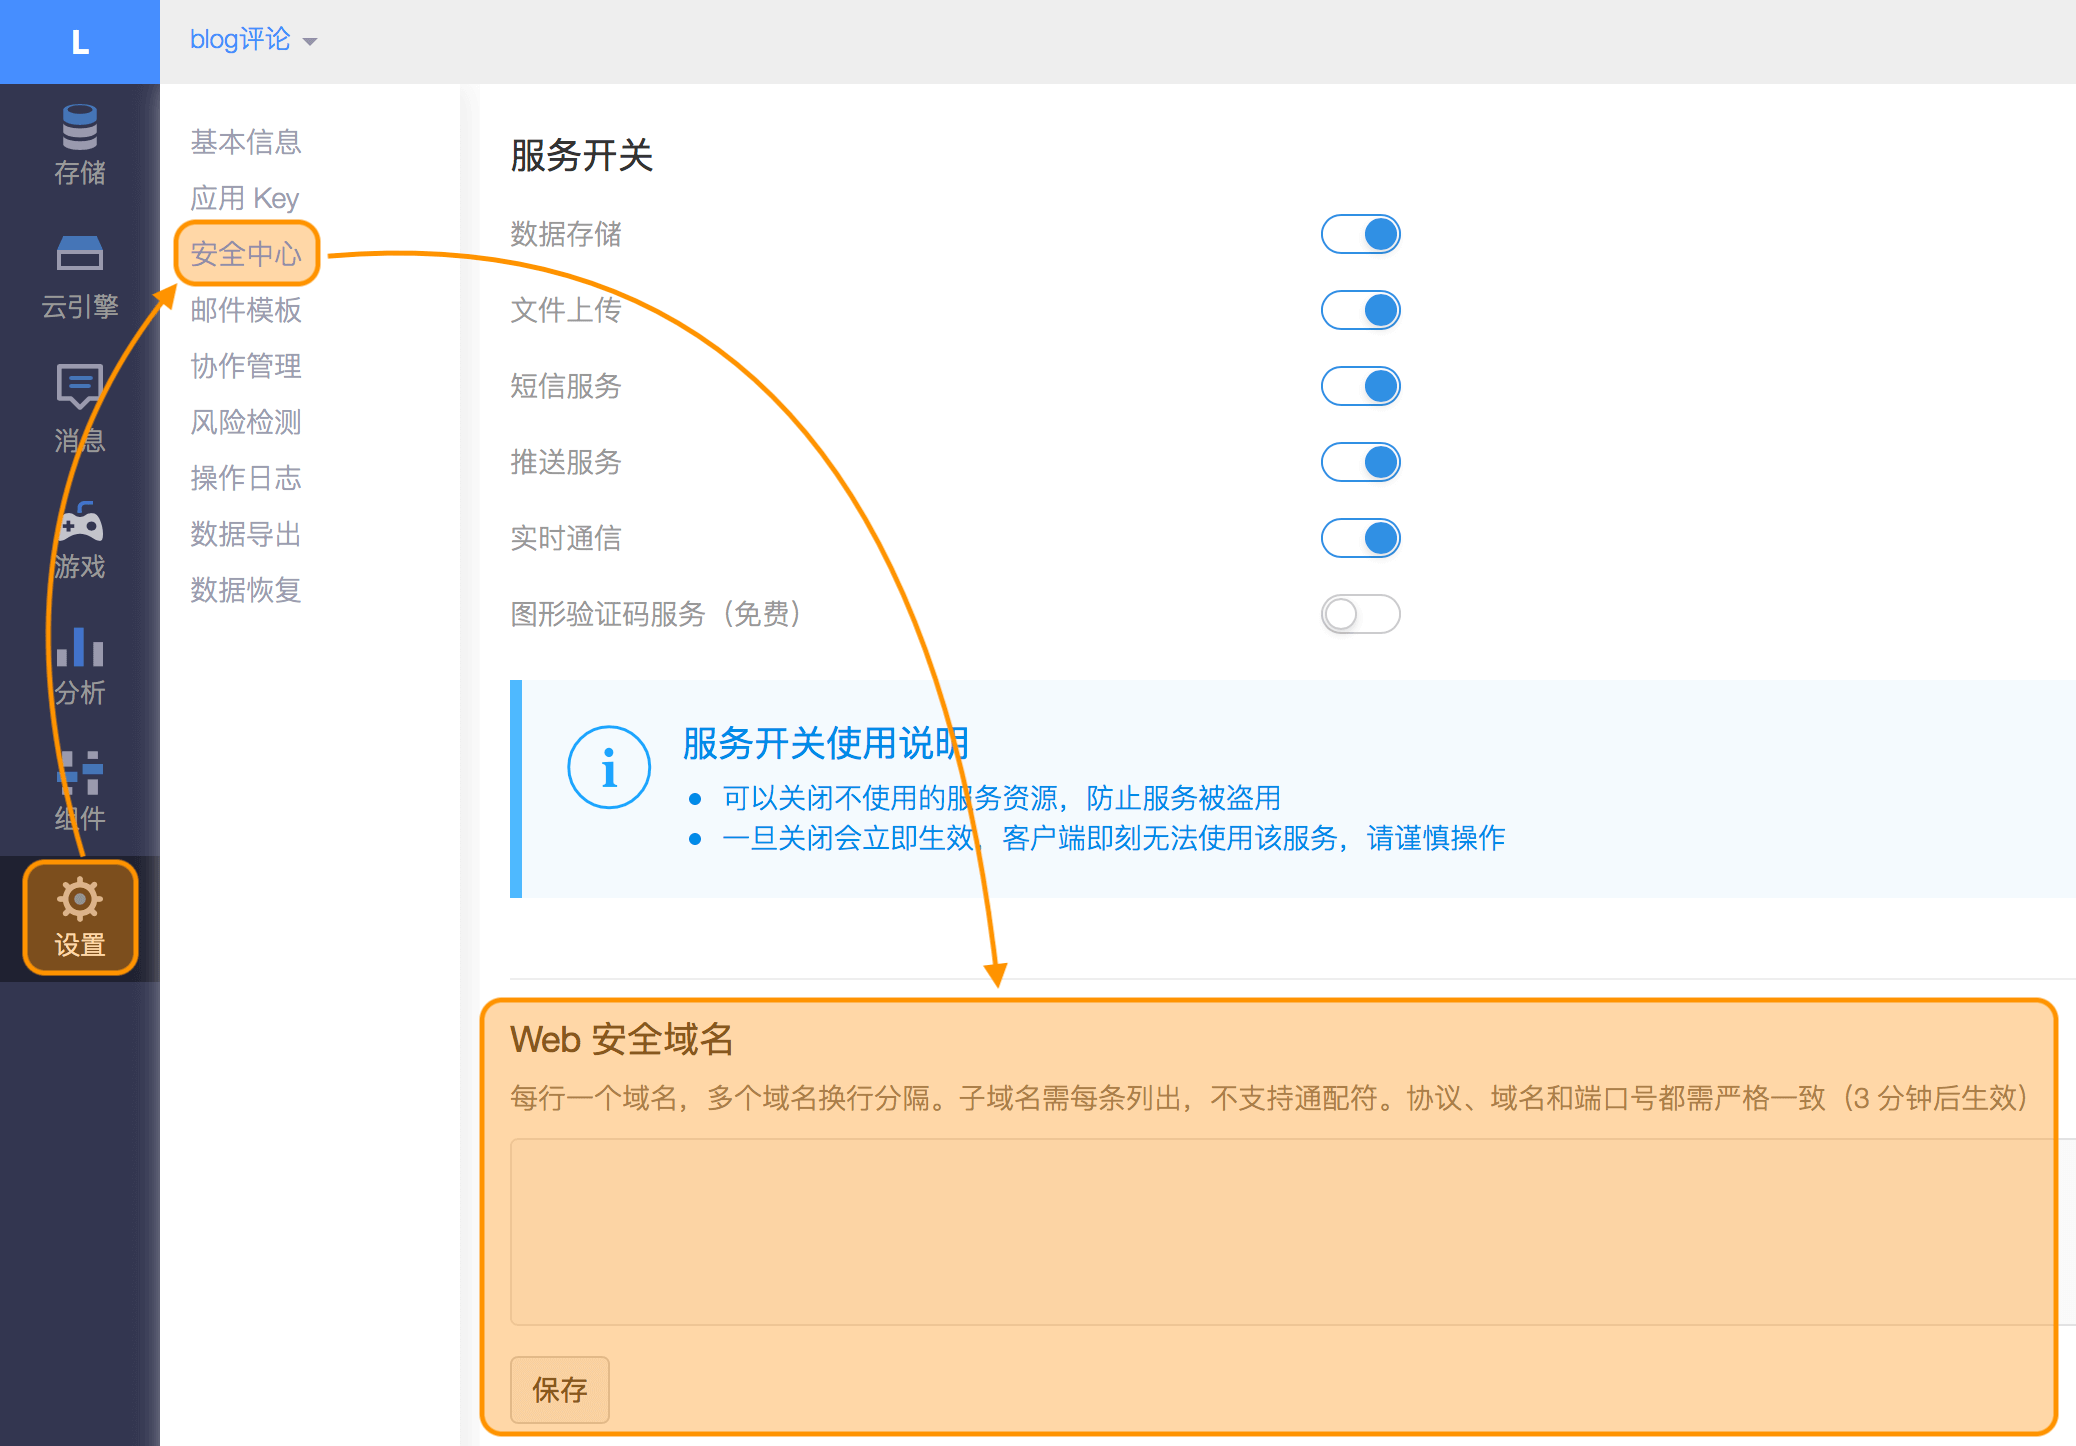 L
blog评论
存储
云引擎
消息
游戏
分析
组件
设置
基本信息
应用 Key
安全中心
邮件模板
协作管理
风险检测
操作日志
数据导出
数据恢复
服务开关
数据存储
文件上传
短信服务
推送服务
实时通信
图形验证码服务（免费）
服务开关使用说明
可以关闭不使用的服务资源，防止服务被盗用
一旦关闭会立即生效，客户端即刻无法使用该服务，请谨慎操作
Web 安全域名
每行一个域名，多个域名换行分隔。子域名需每条列出，不支持通配符。协议、域名和端口号都需严格一致（3 分钟后生效）
保存